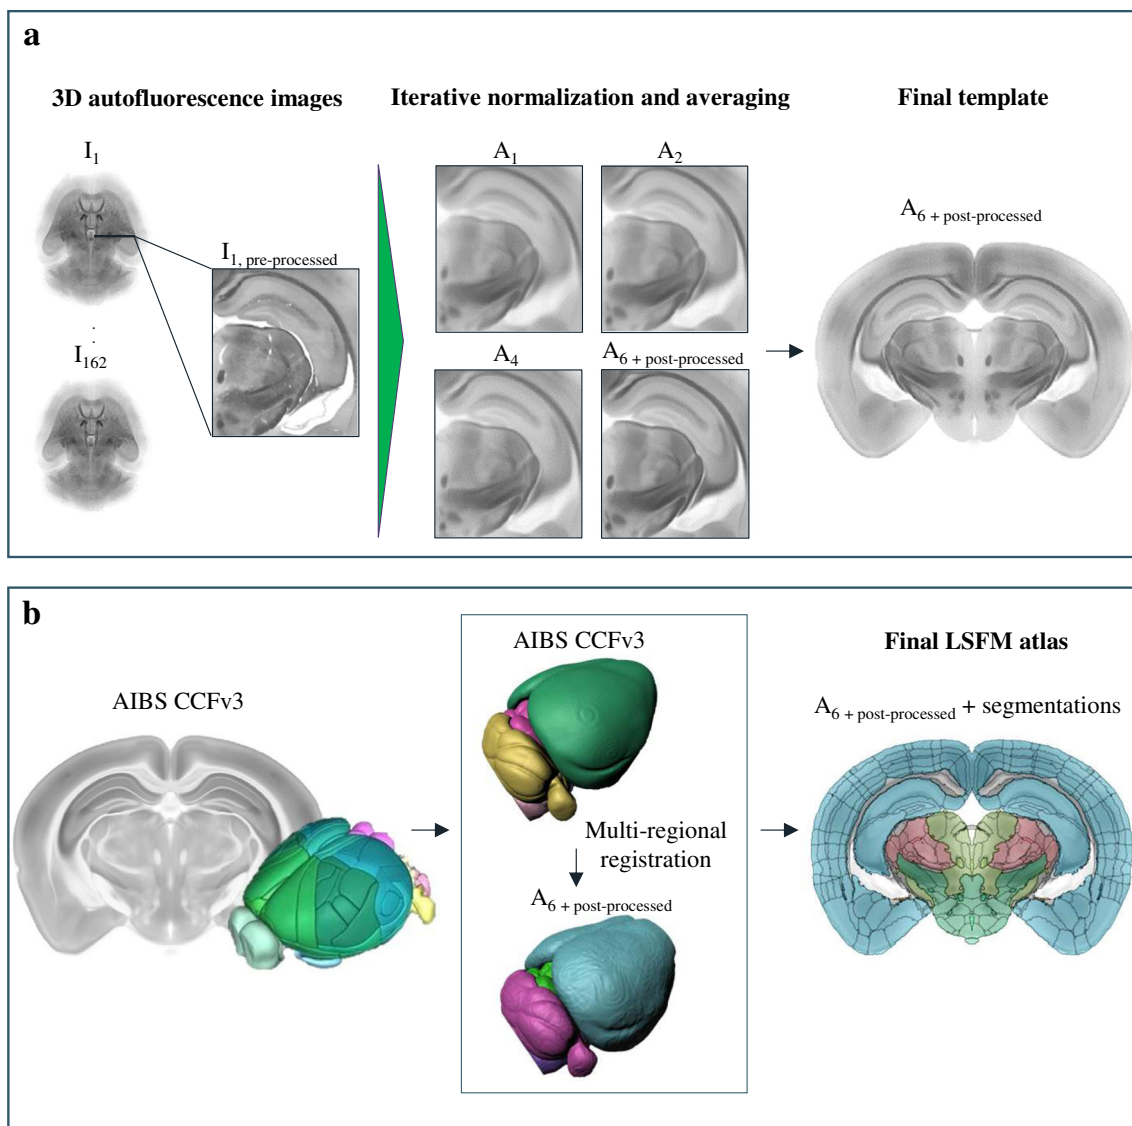 a
3D autofluorescence images
Iterative normalization and averaging
Final template
I1
A1
A2
A6 + post-processed
I1, pre-processed
.
.
I162
A4
A6 + post-processed
b
AIBS CCFv3
AIBS CCFv3
Final LSFM atlas
A6 + post-processed + segmentations
Multi-regional
registration
A6 + post-processed